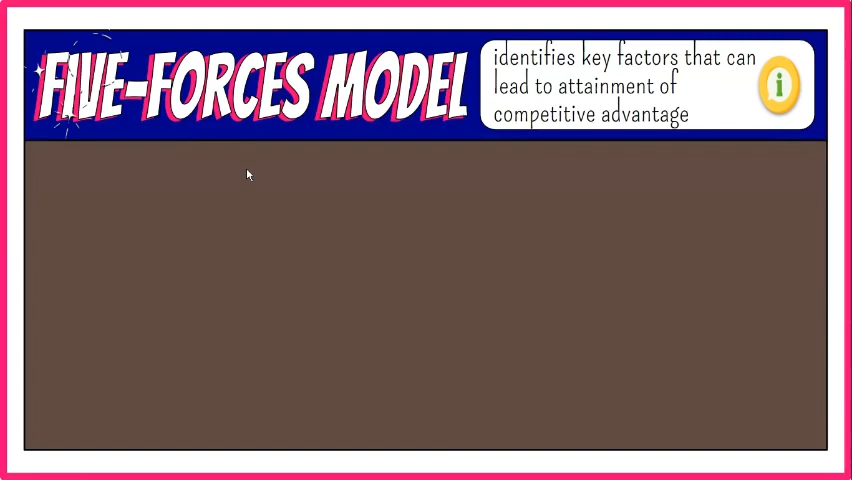 FIVE-FORCES MODEL
identifies key factors that can
lead to attainment of
competitive advantage